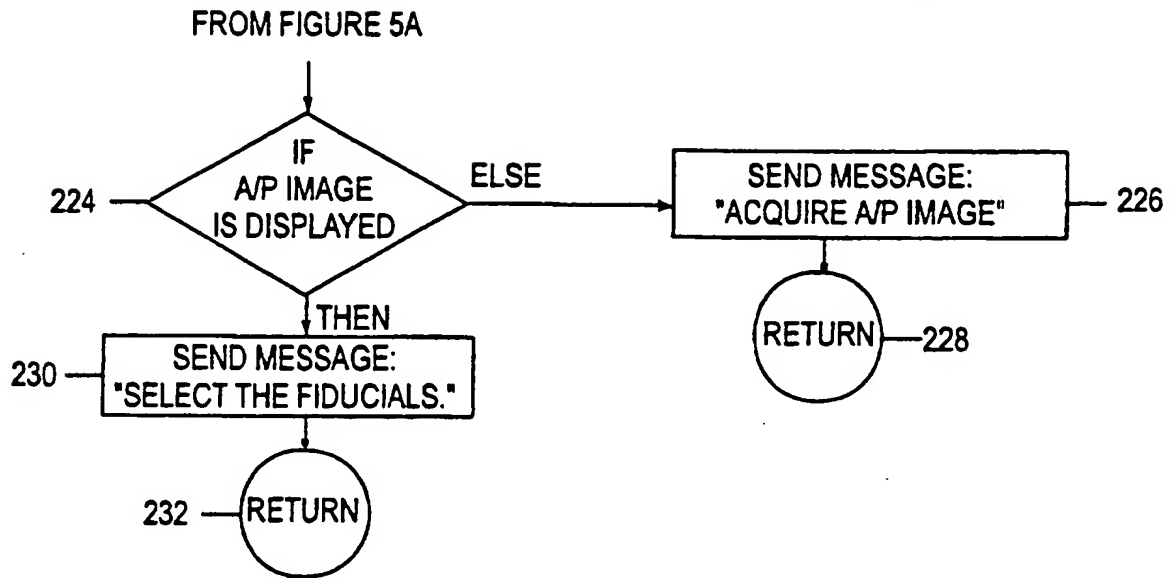 FROM FIGURE 5A
IF
A/P IMAGE
IS DISPLAYED
224
ELSE
SEND MESSAGE:
"ACQUIRE A/P IMAGE"
226
RETURN
228
THEN
SEND MESSAGE:
"SELECT THE FIDUCIALS."
230
RETURN
232